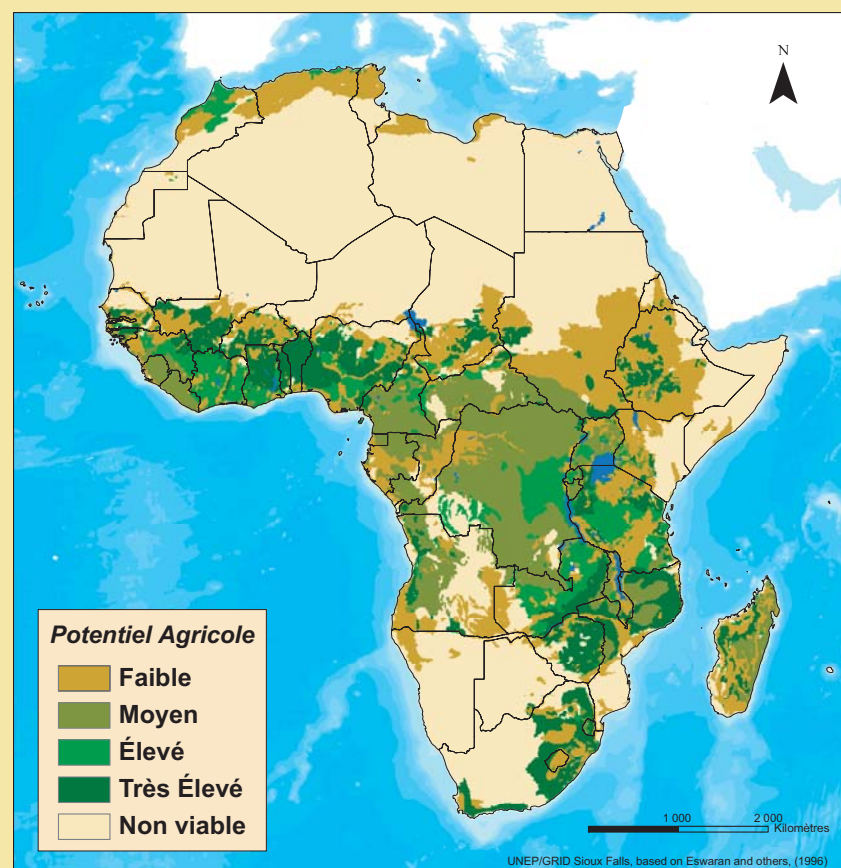 N
Potentiel Agricole
Faible
Moyen
Élevé
Très Élevé
Non viable
1 000 2 000
Kilomètres
UNEP/GRID Sioux Falls, based on Eswaran and others, (1996)